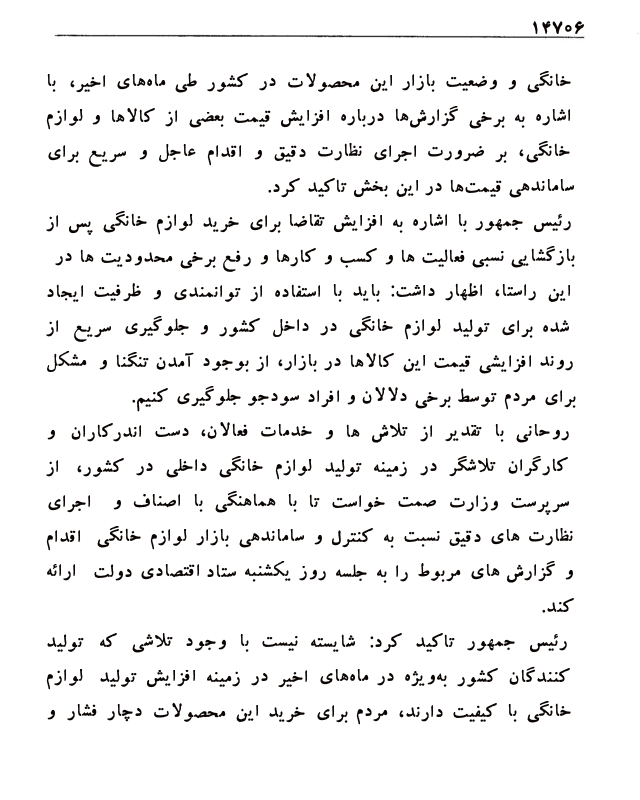 ۱۴۷۰۶
خانگی و وضعیت بازار این محصولات در کشور طی ماه‌های اخیر، با
اشاره به برخی گزارش‌ها درباره افزایش قیمت بعضی از کالاها و لوازم
خانگی، بر ضرورت اجرای نظارت دقیق و اقدام عاجل و سریع برای
ساماندهی قیمت‌ها در این بخش تاکید کرد.
رئیس جمهور با اشاره به افزایش تقاضا برای خرید لوازم خانگی پس از
بازگشایی نسبی فعالیت ها و کسب و کارها و رفع برخی محدودیت ها در
این راستا، اظهار داشت: باید با استفاده از توانمندی و ظرفیت ایجاد
شده برای تولید لوازم خانگی در داخل کشور و جلوگیری سریع از
روند افزایشی قیمت این کالاها در بازار، از بوجود آمدن تنگنا و مشکل
برای مردم توسط برخی دلالان و افراد سودجو جلوگیری کنیم.
روحانی با تقدیر از تلاش ها و خدمات فعالان، دست اندرکاران و
کارگران تلاشگر در زمینه تولید لوازم خانگی داخلی در کشور، از
سرپرست وزارت صمت خواست تا با هماهنگی با اصناف و اجرای
نظارت های دقیق نسبت به کنترل و ساماندهی بازار لوازم خانگی اقدام
و گزارش های مربوط را به جلسه روز یکشنبه ستاد اقتصادی دولت ارائه
کند.
رئیس جمهور تاکید کرد: شایسته نیست با وجود تلاشی که تولید
کنندگان کشور به‌ویژه در ماه‌های اخیر در زمینه افزایش تولید لوازم
خانگی با کیفیت دارند، مردم برای خرید این محصولات دچار فشار و